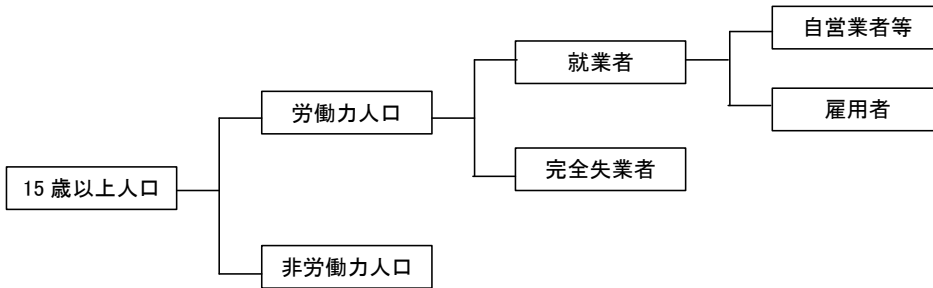 自営業者等
就業者
労働力人口
雇用者
完全失業者
15 歳以上人口
非労働力人口